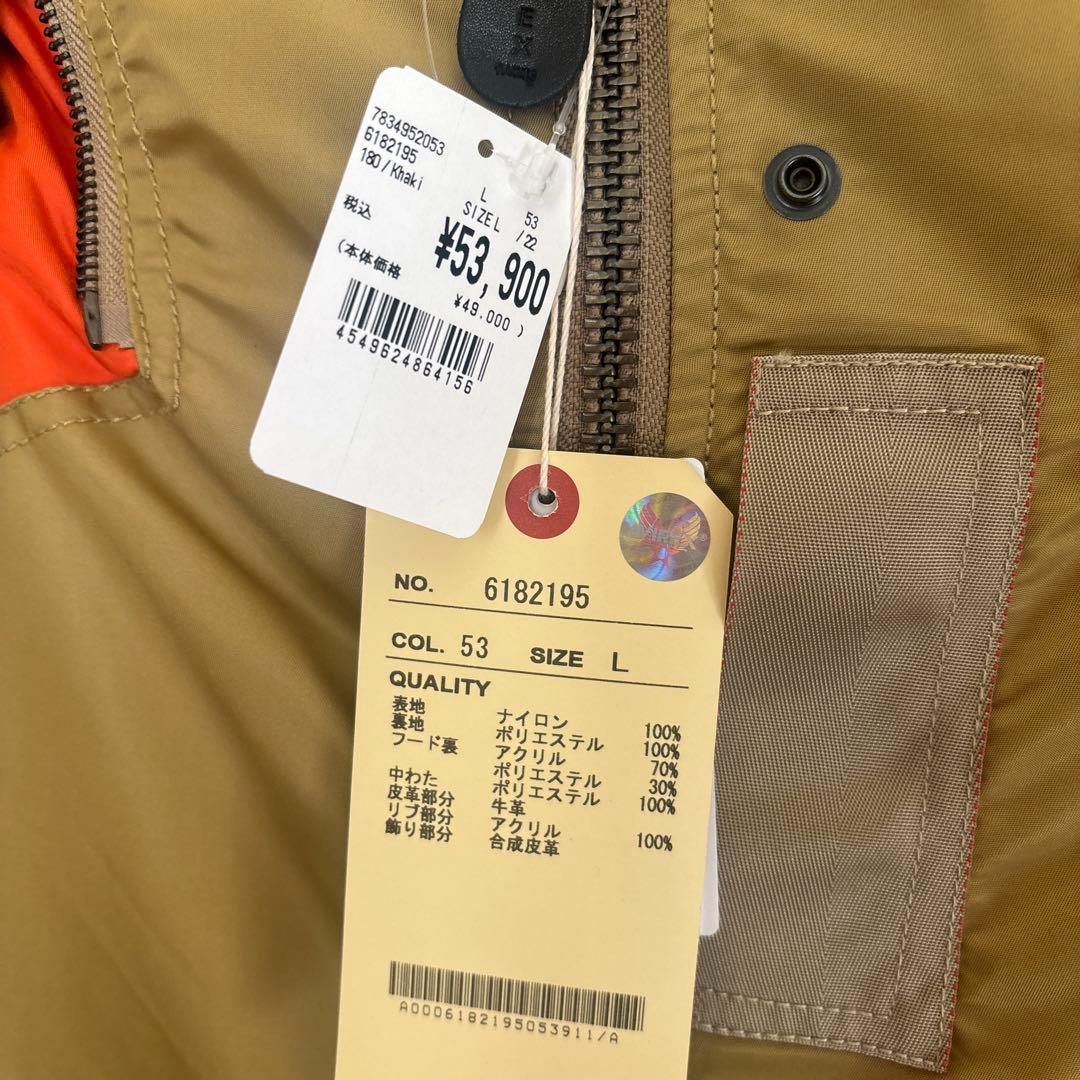 EX
7834952053
6182195
180/Khaki
L 53
SIZE L /22
税込 ¥53,900
(本体価格 ¥49.000 )
4549624864156
NO. 6182195
COL. 53 SIZE L
QUALITY
表地 ナイロン 100%
裏地 ポリエステル 100%
フード裏 アクリル 70%
ポリエステル 30%
中わた ポリエステル 100%
皮革部分 牛革
リブ部分 アクリル 100%
飾り部分 合成皮革
A0006182195053911/A